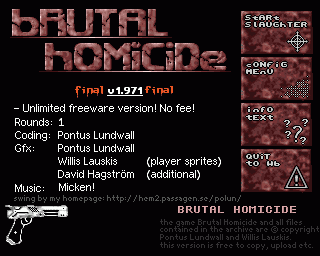 bRUTAL
hOMiCiDe
final v1.971 final
- Unlimited freeware version! No fee!
Rounds: 1
Coding: Pontus Lundwall
Gfx: Pontus Lundwall
Willis Lauskis (player sprites)
David Hagström (additional)
Music: Micken!
swing by my homepage: http://hem2.passagen.se/polun/
StARt
SLAUGHtER
cONFiG
MENU
infO
tEXt
QUiT
tO Wb
BRUTAL HOMICIDE
the game Brutal Homicide and all files
contained in the archive are © copyright
Pontus Lundwall and Willis Lauskis.
this version is free to copy, upload etc.